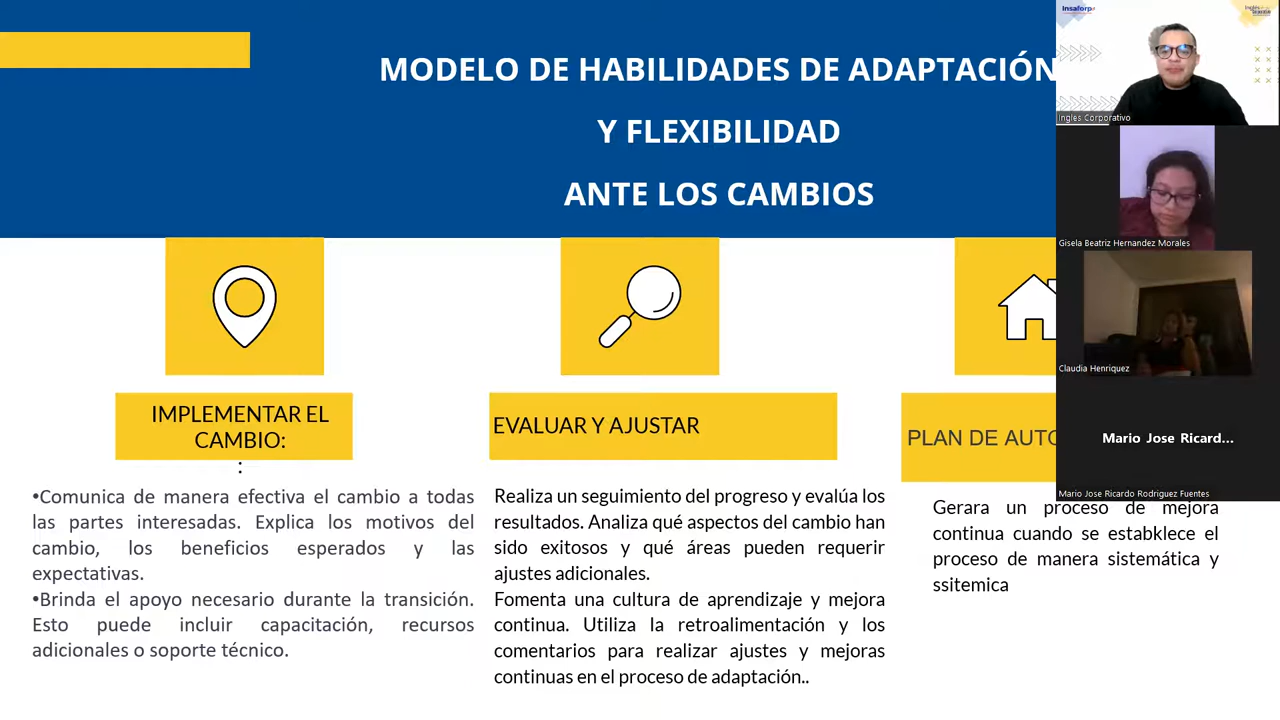 MODELO DE HABILIDADES DE ADAPTACIÓN
Y FLEXIBILIDAD
ANTE LOS CAMBIOS
IMPLEMENTAR EL
CAMBIO:
:
•Comunica de manera efectiva el cambio a todas
las partes interesadas. Explica los motivos del
cambio, los beneficios esperados y las
expectativas.
•Brinda el apoyo necesario durante la transición.
Esto puede incluir capacitación, recursos
adicionales o soporte técnico.
EVALUAR Y AJUSTAR
Realiza un seguimiento del progreso y evalúa los
resultados. Analiza qué aspectos del cambio han
sido exitosos y qué áreas pueden requerir
ajustes adicionales.
Fomenta una cultura de aprendizaje y mejora
continua. Utiliza la retroalimentación y los
comentarios para realizar ajustes y mejoras
continuas en el proceso de adaptación..
PLAN DE AUTO
Gerara un proceso de mejora
continua cuando se estabklece el
proceso de manera sistemática y
ssitemica
Insaforp
Ingles Corporativo
Gisela Beatriz Hernandez Morales
Claudia Henriquez
Mario Jose Ricard...
Mario Jose Ricardo Rodriguez Fuentes